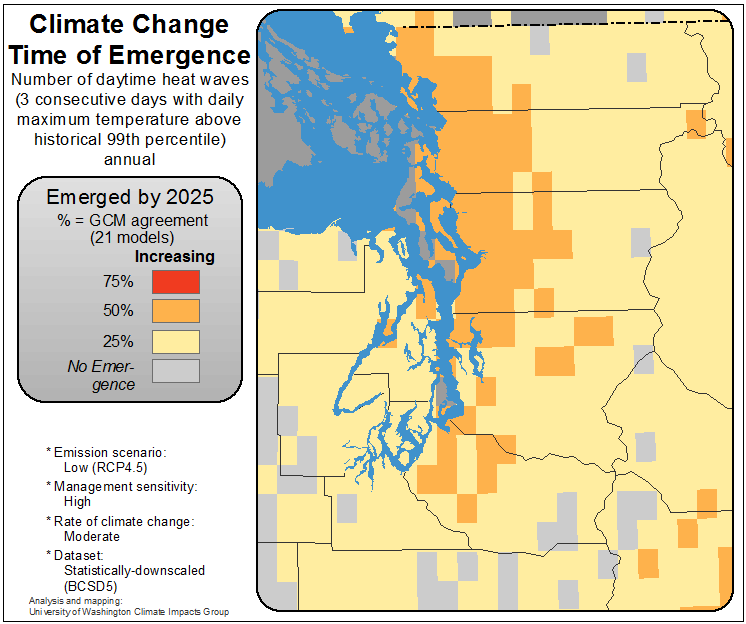 Climate Change
Time of Emergence
Number of daytime heat waves
(3 consecutive days with daily
maximum temperature above
historical 99th percentile)
annual
Emerged by 2025
% = GCM agreement
(21 models)
Increasing
75%
50%
25%
No Emer-
gence
* Emission scenario:
Low (RCP4.5)
* Management sensitivity:
High
* Rate of climate change:
Moderate
* Dataset:
Statistically-downscaled
(BCSD5)
Analysis and mapping:
University of Washington Climate Impacts Group